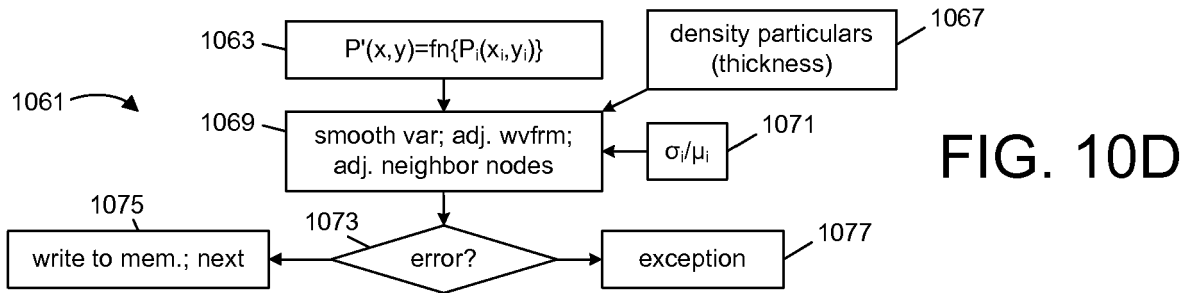 1063
P'(x,y)=fn{Pᵢ(xᵢ,yᵢ)}
density particulars
(thickness)
1067
1061
1069
smooth var; adj. wvfrm;
adj. neighbor nodes
1071
σᵢ/μᵢ
FIG. 10D
1075
write to mem.; next
1073
error?
exception
1077